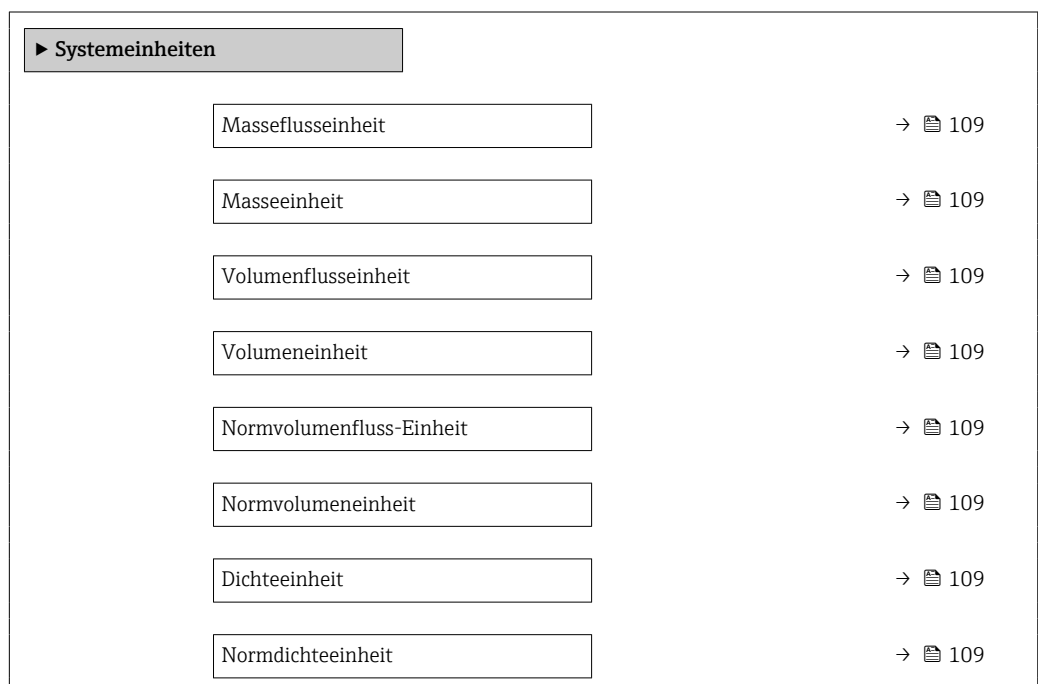 ▶ Systemeinheiten
Masseflusseinheit → 🖹 109
Masseeinheit → 🖹 109
Volumenflusseinheit → 🖹 109
Volumeneinheit → 🖹 109
Normvolumenfluss-Einheit → 🖹 109
Normvolumeneinheit → 🖹 109
Dichteeinheit → 🖹 109
Normdichteeinheit → 🖹 109